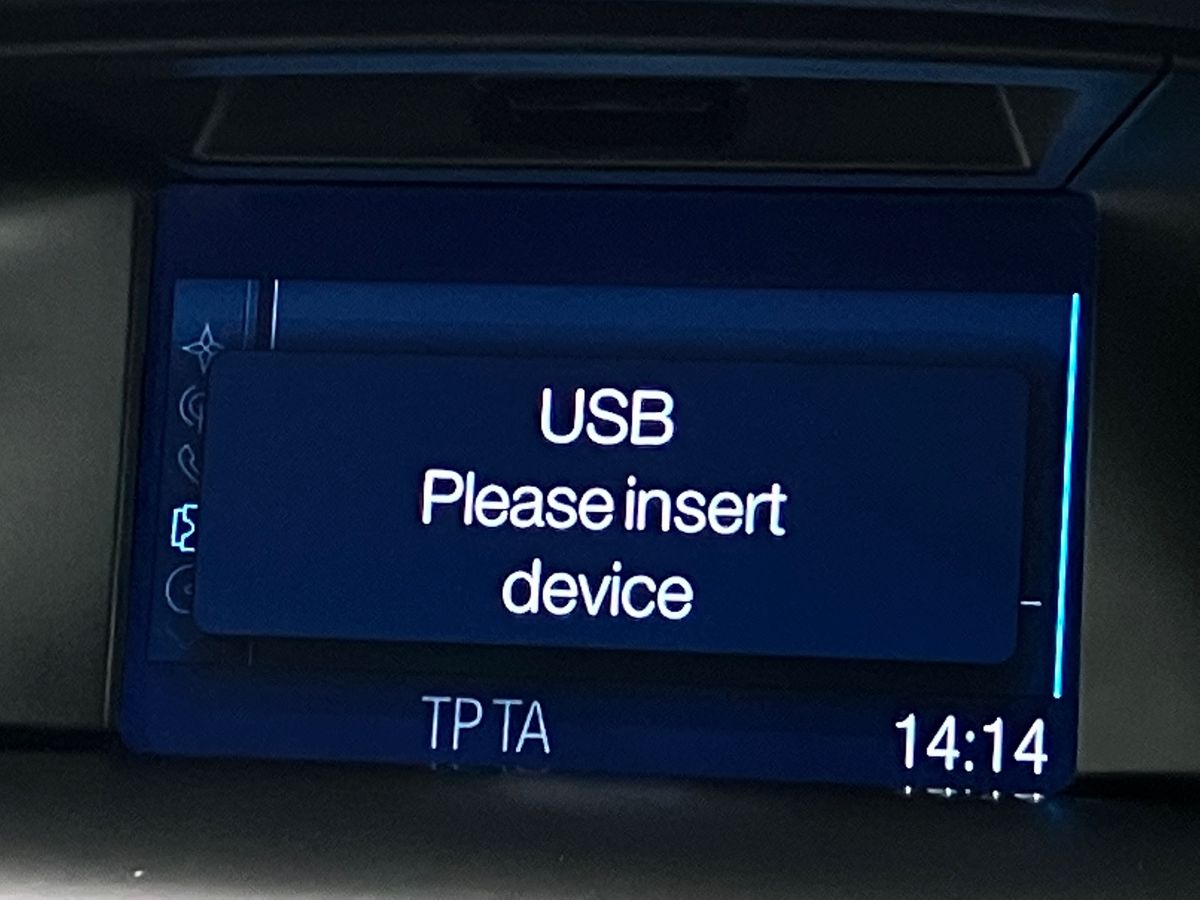 USB
Please insert
device
TP TA
14:14